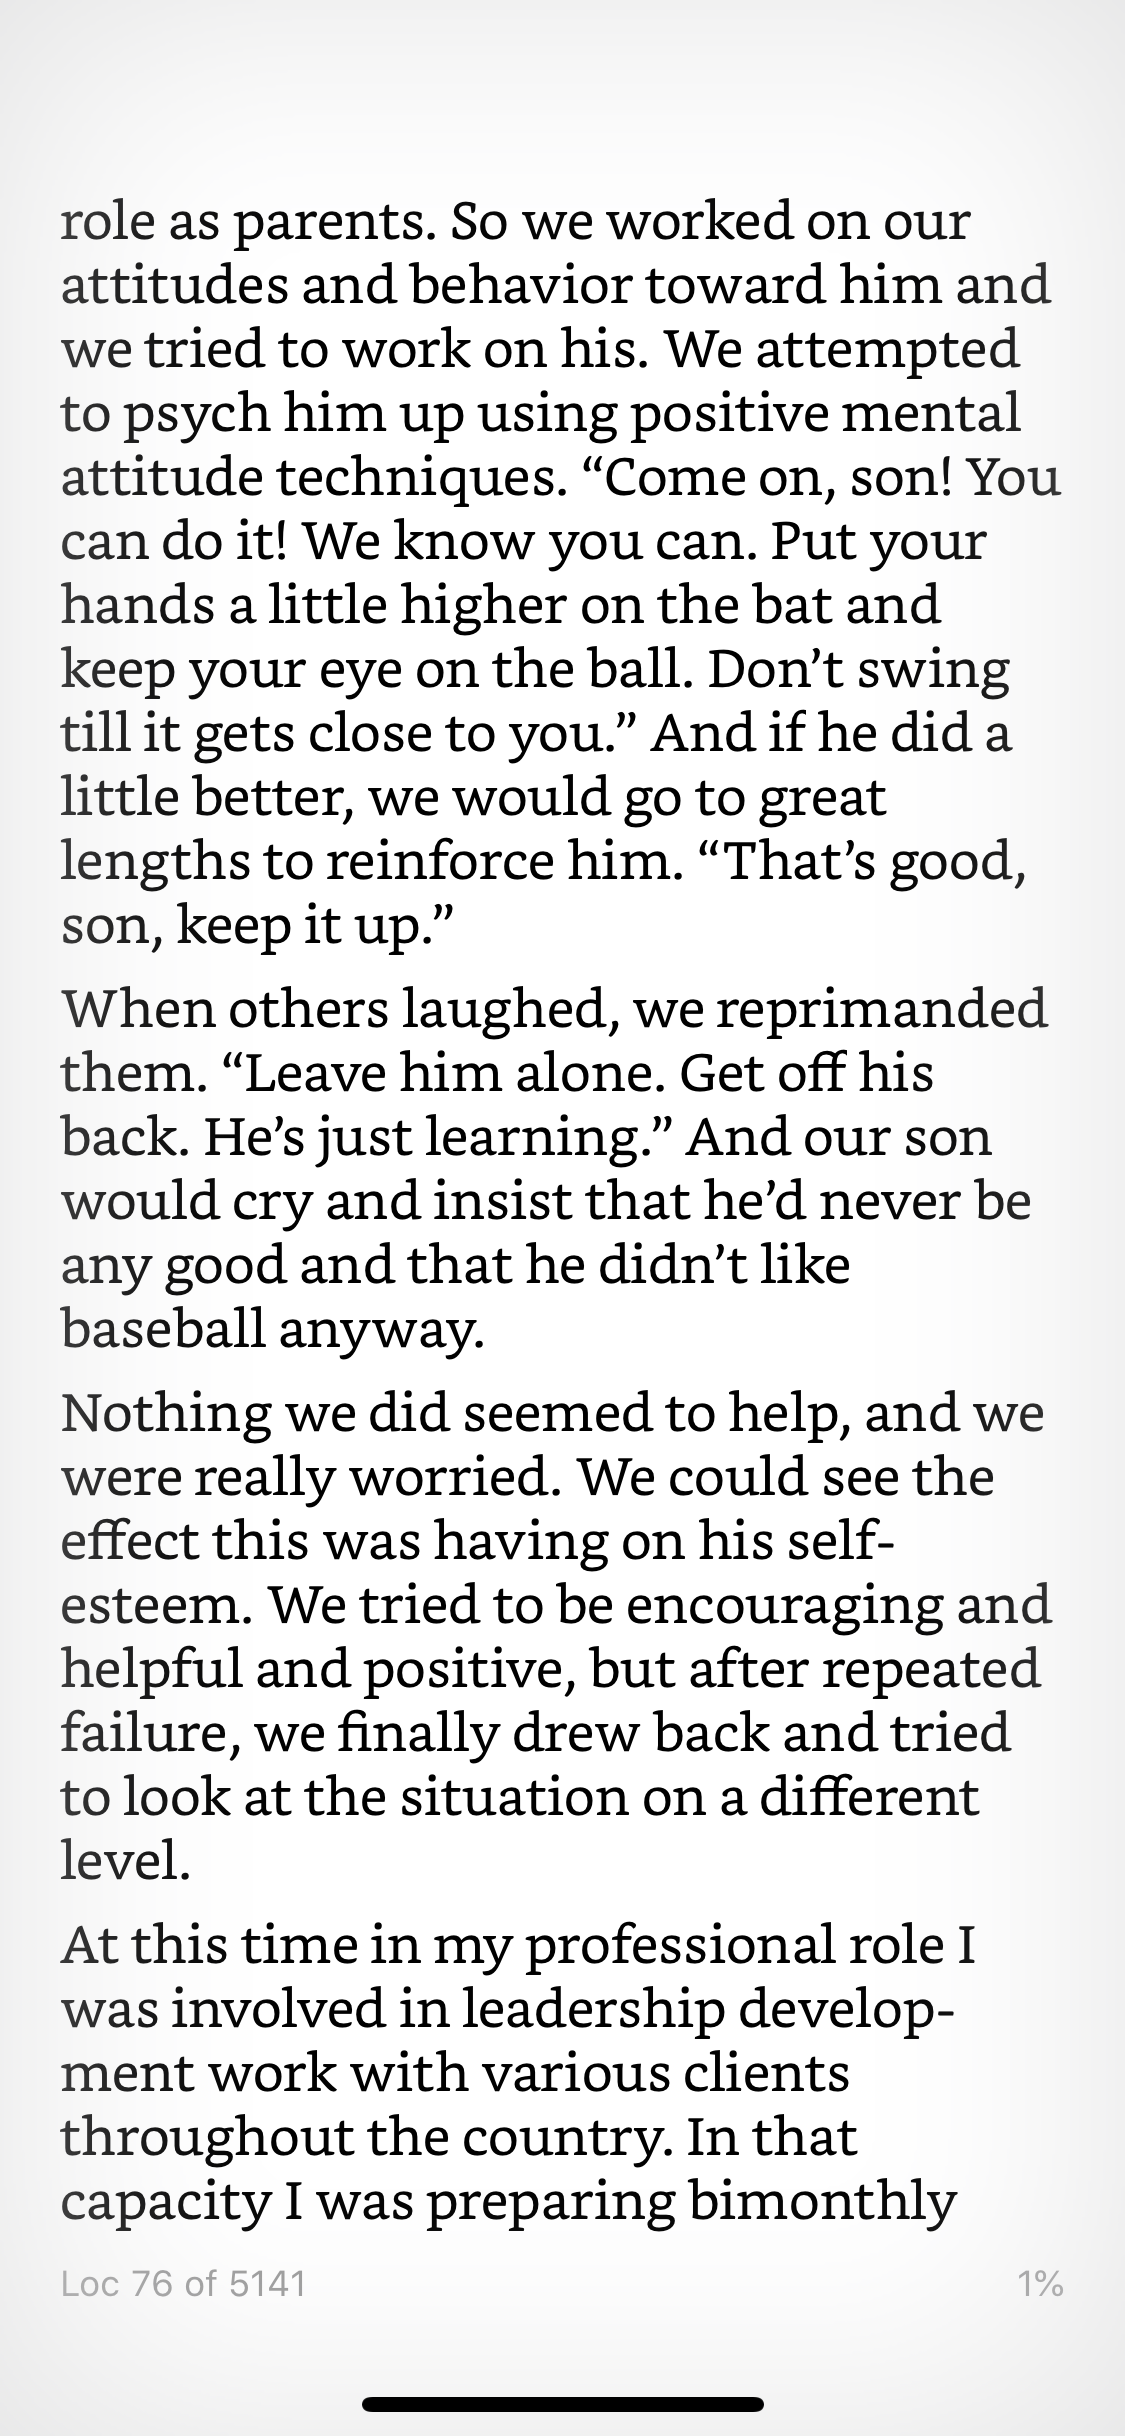 role as parents. So we worked on our
attitudes and behavior toward him and
we tried to work on his. We attempted
to psych him up using positive mental
attitude techniques. “Come on, son! You
can do it! We know you can. Put your
hands a little higher on the bat and
keep your eye on the ball. Don’t swing
till it gets close to you.” And if he did a
little better, we would go to great
lengths to reinforce him. “That’s good,
son, keep it up.”
When others laughed, we reprimanded
them. “Leave him alone. Get off his
back. He’s just learning.” And our son
would cry and insist that he’d never be
any good and that he didn’t like
baseball anyway.
Nothing we did seemed to help, and we
were really worried. We could see the
effect this was having on his self-
esteem. We tried to be encouraging and
helpful and positive, but after repeated
failure, we finally drew back and tried
to look at the situation on a different
level.
At this time in my professional role I
was involved in leadership develop-
ment work with various clients
throughout the country. In that
capacity I was preparing bimonthly
Loc 76 of 5141 1%